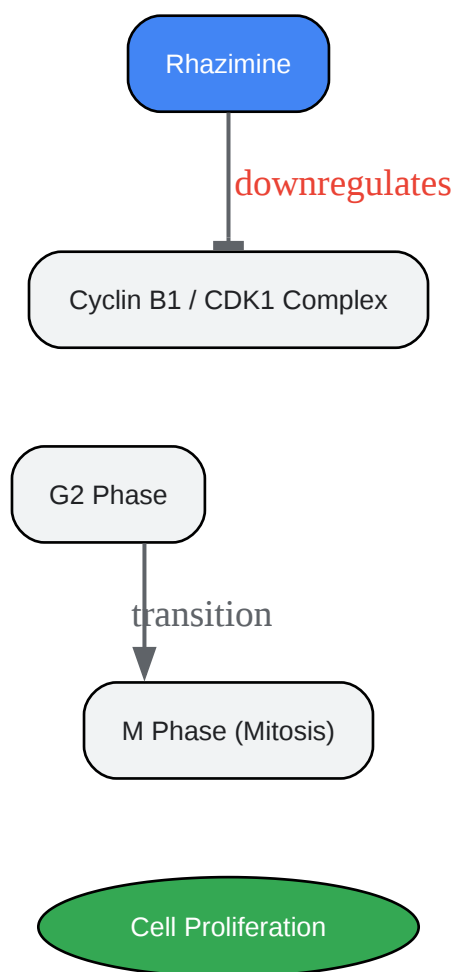 Rhazimine
downregulates
Cyclin B1 / CDK1 Complex
G2 Phase
transition
M Phase (Mitosis)
Cell Proliferation